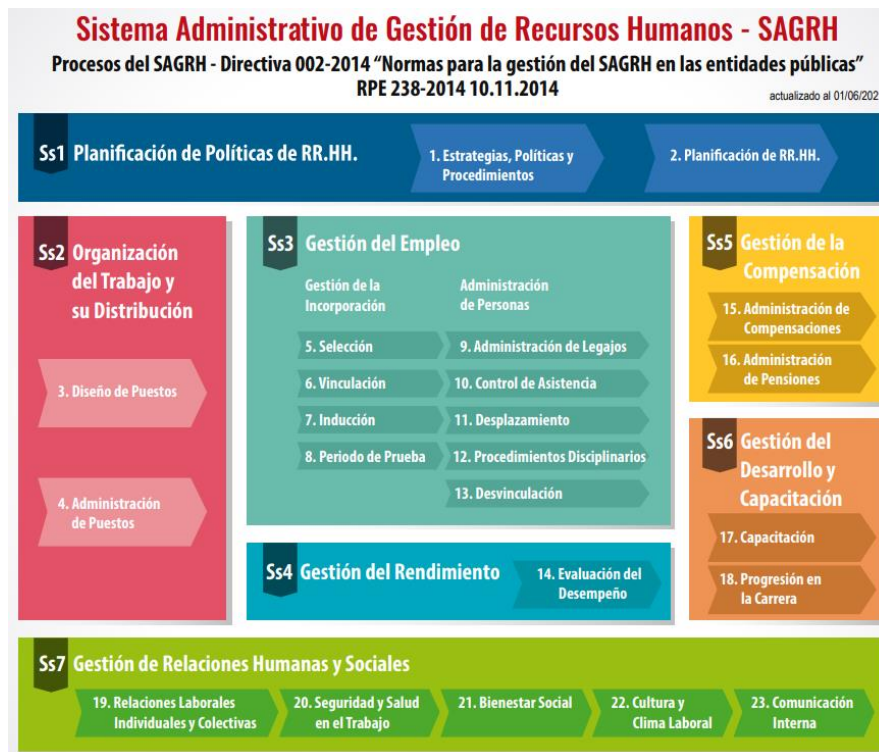 Sistema Administrativo de Gestión de Recursos Humanos - SAGRH
Procesos del SAGRH - Directiva 002-2014 “Normas para la gestión del SAGRH en las entidades públicas”
RPE 238-2014 10.11.2014
actualizado al 01/06/202
Ss1 Planificación de Políticas de RR.HH.
1. Estrategias, Políticas y
Procedimientos
2. Planificación de RR.HH.
Ss2 Organización
del Trabajo y
su Distribución
3. Diseño de Puestos
4. Administración
de Puestos
Ss3 Gestión del Empleo
Gestión de la
Incorporación
5. Selección
6. Vinculación
7. Inducción
8. Periodo de Prueba
Administración
de Personas
9. Administración de Legajos
10. Control de Asistencia
11. Desplazamiento
12. Procedimientos Disciplinarios
13. Desvinculación
Ss4 Gestión del Rendimiento
14. Evaluación del
Desempeño
Ss5 Gestión de la
Compensación
15. Administración de
Compensaciones
16. Administración
de Pensiones
Ss6 Gestión del
Desarrollo y
Capacitación
17. Capacitación
18. Progresión en
la Carrera
Ss7 Gestión de Relaciones Humanas y Sociales
19. Relaciones Laborales
Individuales y Colectivas
20. Seguridad y Salud
en el Trabajo
21. Bienestar Social
22. Cultura y
Clima Laboral
23. Comunicación
Interna